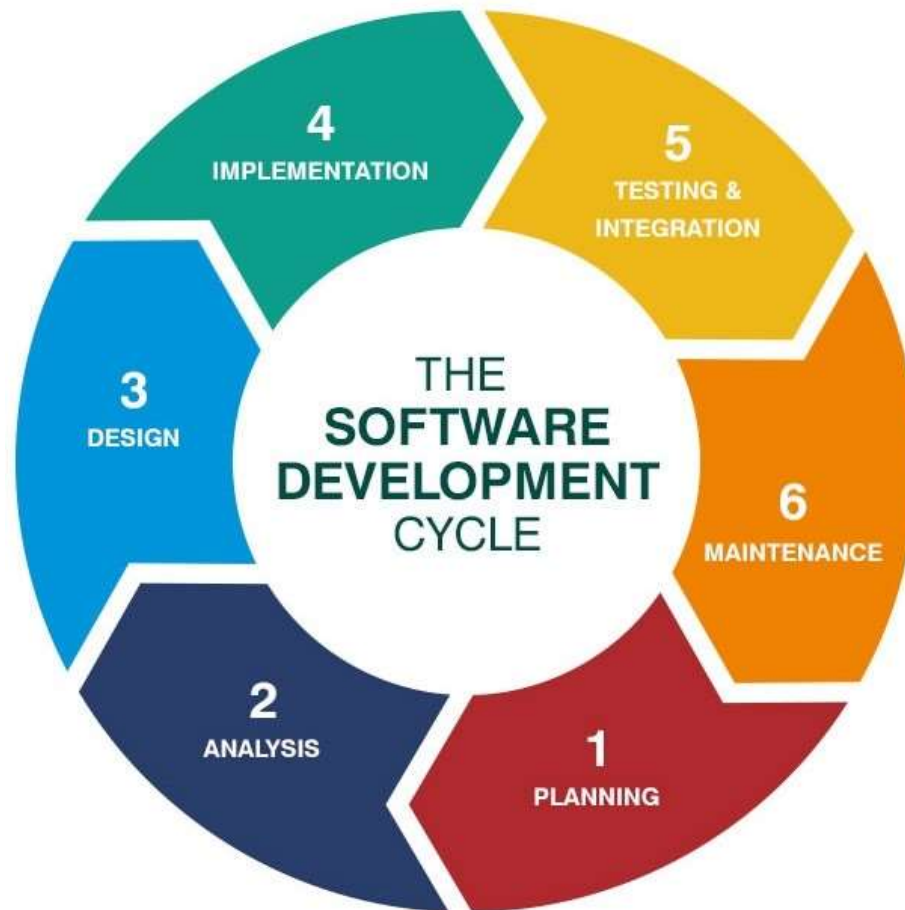 THE
SOFTWARE
DEVELOPMENT
CYCLE
1
PLANNING
2
ANALYSIS
3
DESIGN
4
IMPLEMENTATION
5
TESTING &
INTEGRATION
6
MAINTENANCE